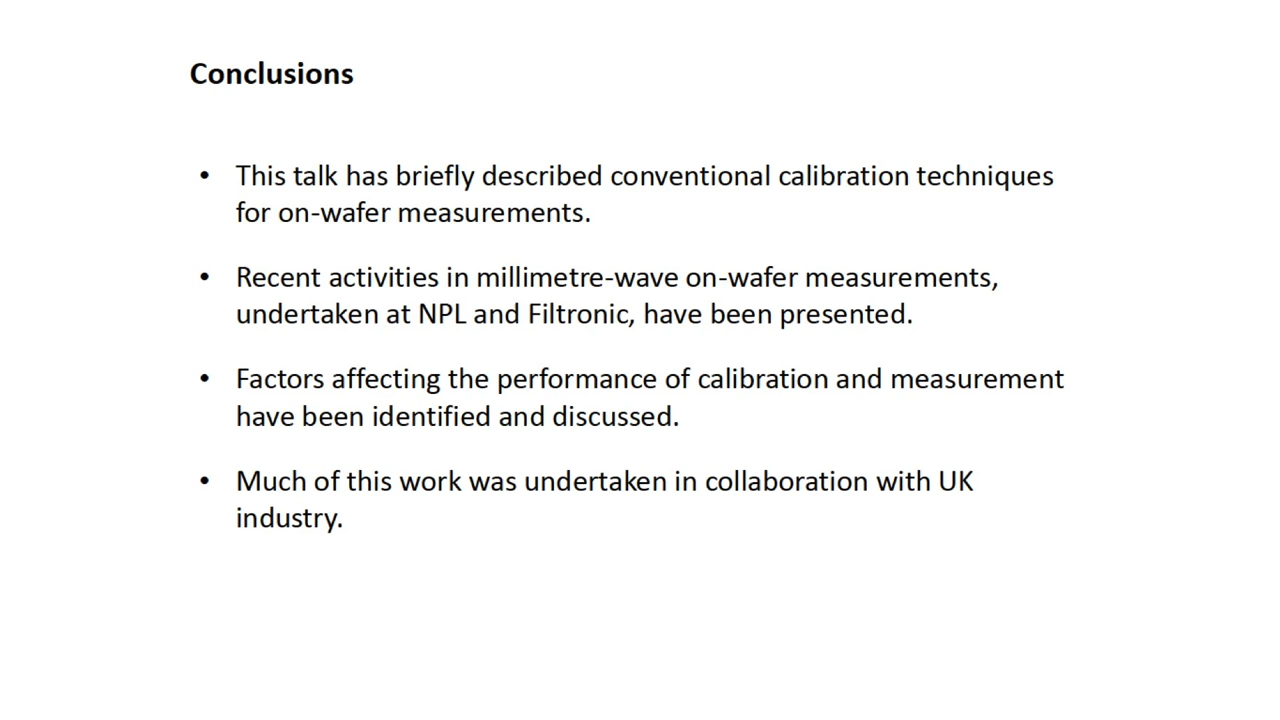 Conclusions
• This talk has briefly described conventional calibration techniques
for on-wafer measurements.
• Recent activities in millimetre-wave on-wafer measurements,
undertaken at NPL and Filtronic, have been presented.
• Factors affecting the performance of calibration and measurement
have been identified and discussed.
• Much of this work was undertaken in collaboration with UK
industry.